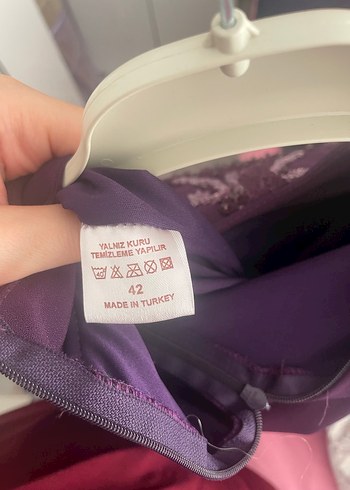 YALNIZ KURU
TEMİZLEME YAPILIR
42
MADE IN TURKEY